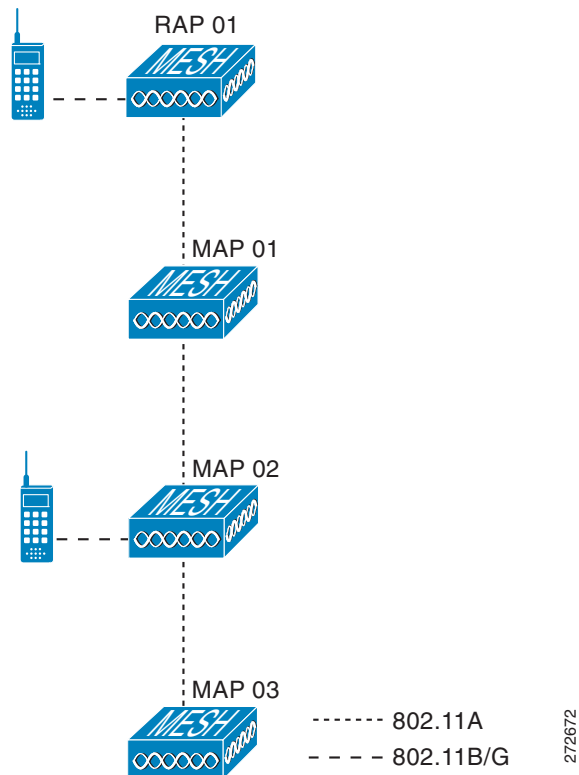 RAP 01
MESH
MAP 01
MESH
MAP 02
MESH
MAP 03
MESH
802.11A
802.11B/G
272672